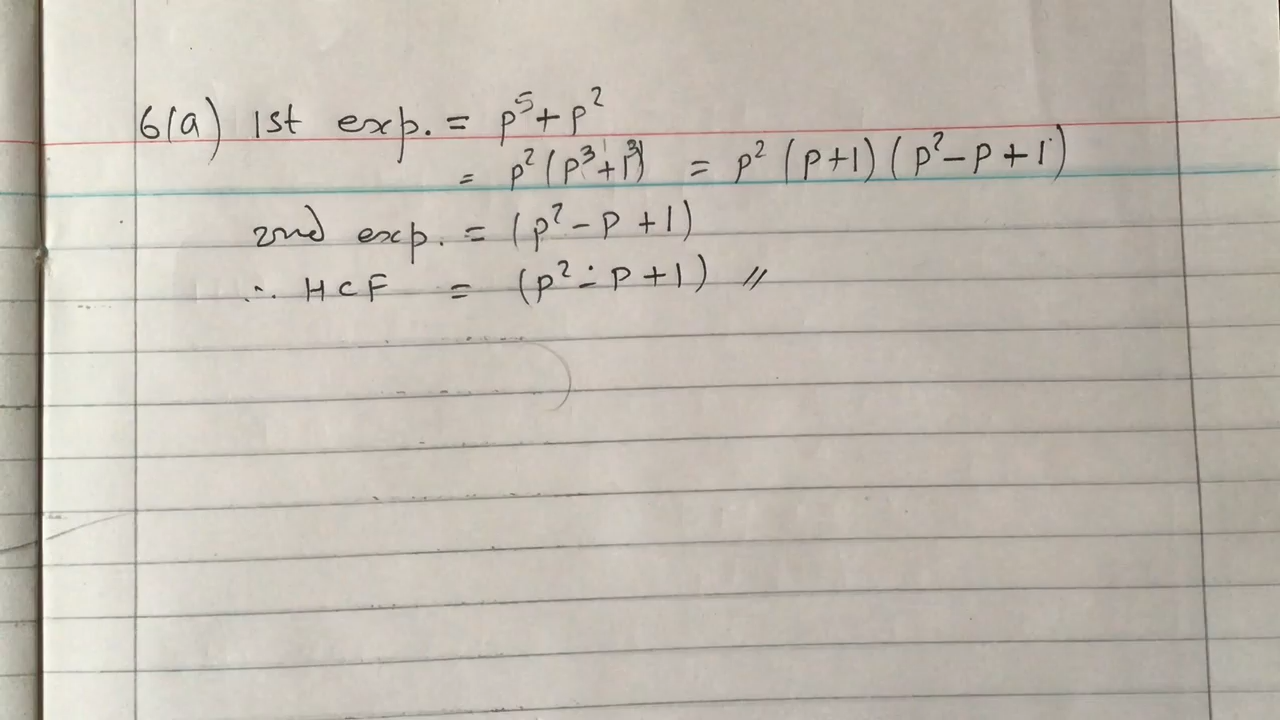 6(a) 1st exp. = p⁵ + p²
= p² (p³ + 1³) = p² (p+1) (p² - p + 1)
2nd exp. = (p² - p + 1)
∴ HCF = (p² - p + 1) //